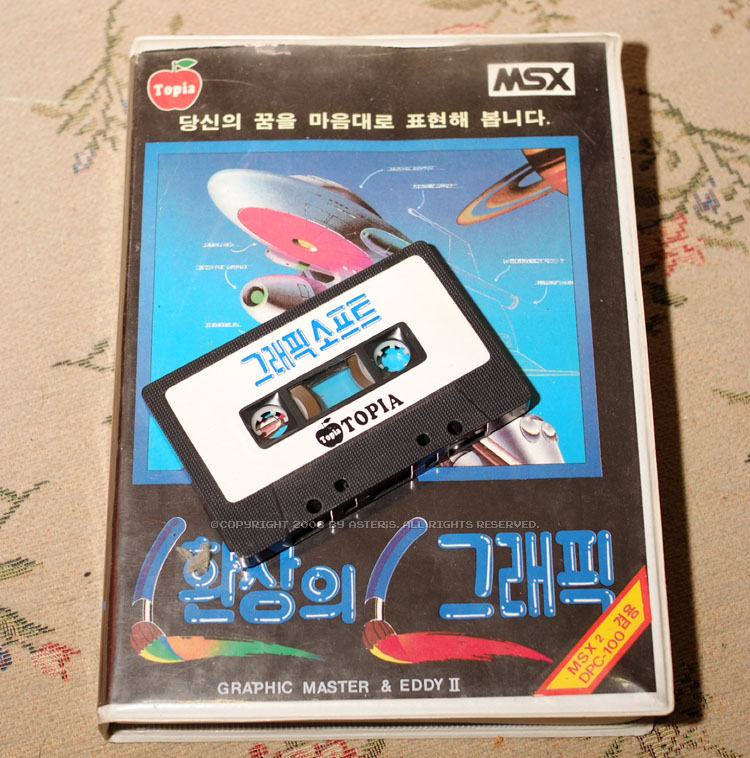 Topia
MSX
당신의 꿈을 마음대로 표현해 봅니다.
그래픽 소프트
Topia TOPIA
©COPYRIGHT 2008 BY ASTERIS. ALL RIGHTS RESERVED.
환상의 그래픽
MSX 2
DPC-100 겸용
GRAPHIC MASTER & EDDY II